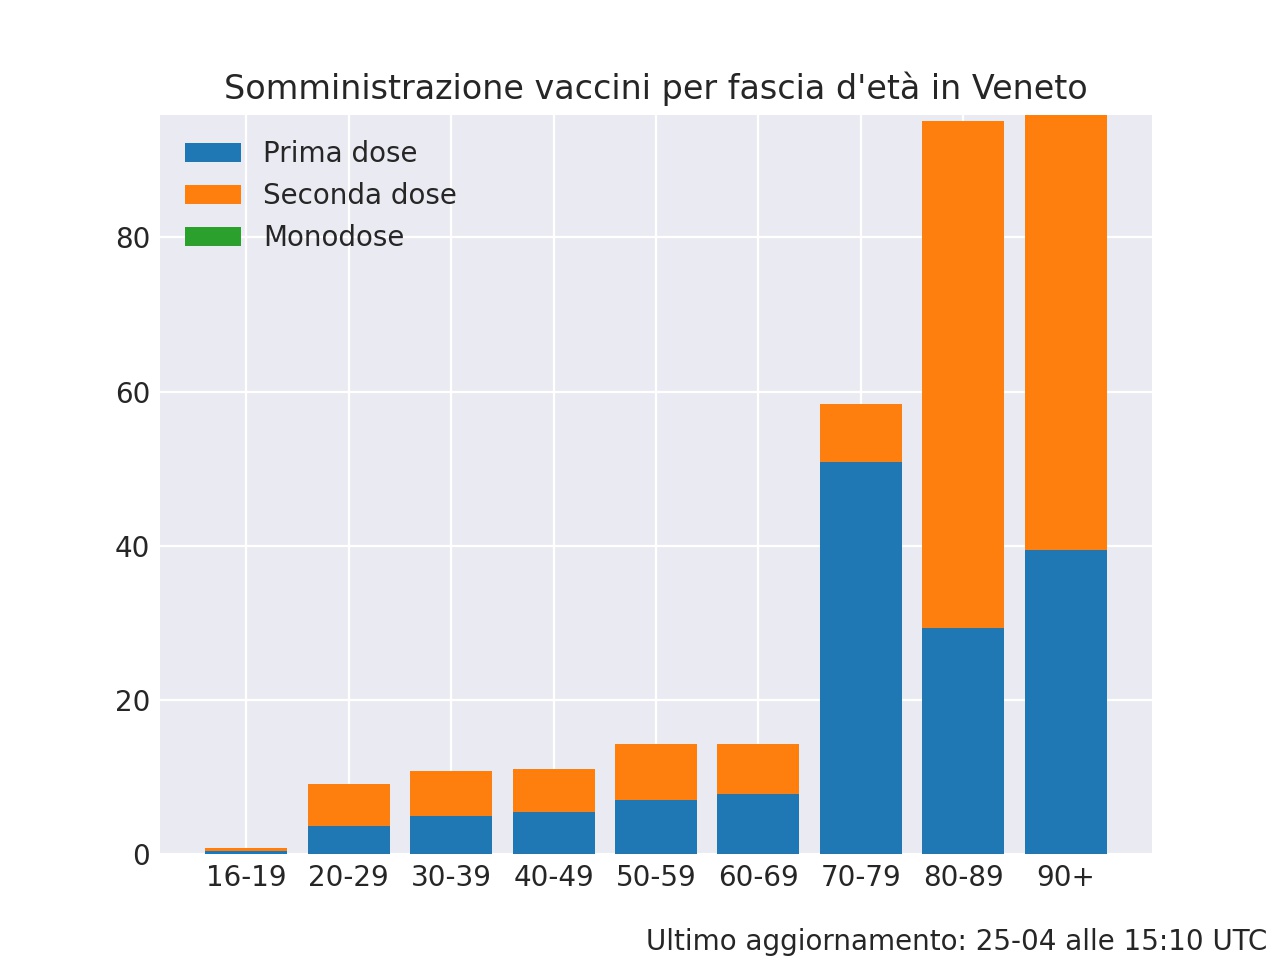 Somministrazione vaccini per fascia d'età in Veneto
Prima dose
Seconda dose
Monodose
80
60
40
20
0
16-19 20-29 30-39 40-49 50-59 60-69 70-79 80-89 90+
Ultimo aggiornamento: 25-04 alle 15:10 UTC